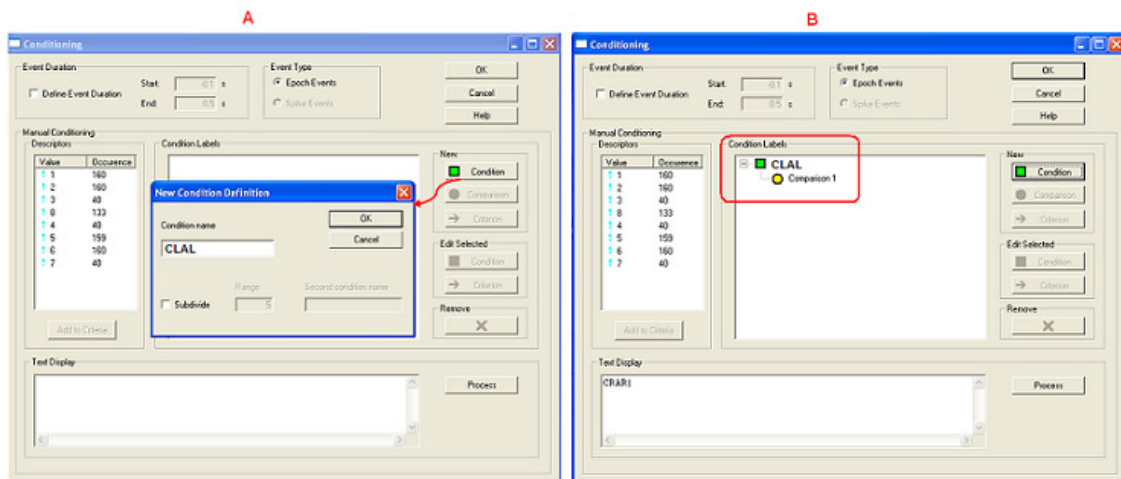 A
B
Conditioning
Event Duration
Define Event Duration
Start: -0.1 s
End: 0.5 s
Event Type
Epoch Events
Spike Events
OK
Cancel
Help
Manual Conditioning
Descriptors
Value Occurence
1 160
2 160
3 40
8 133
4 40
5 159
6 160
7 40
Add to Criteria
Condition Labels
New Condition Definition
Condition name
CLAL
OK
Cancel
Subdivide
Range
5
Second condition name
New
Condition
Comparison
Criterion
Edit Selected
Condition
Criterion
Remove
Text Display
Process
Conditioning
Event Duration
Define Event Duration
Start: -0.1 s
End: 0.5 s
Event Type
Epoch Events
Spike Events
OK
Cancel
Help
Manual Conditioning
Descriptors
Value Occurence
1 160
2 160
3 40
8 133
4 40
5 159
6 160
7 40
Add to Criteria
Condition Labels
CLAL
Comparison 1
New
Condition
Comparison
Criterion
Edit Selected
Condition
Criterion
Remove
Text Display
Process